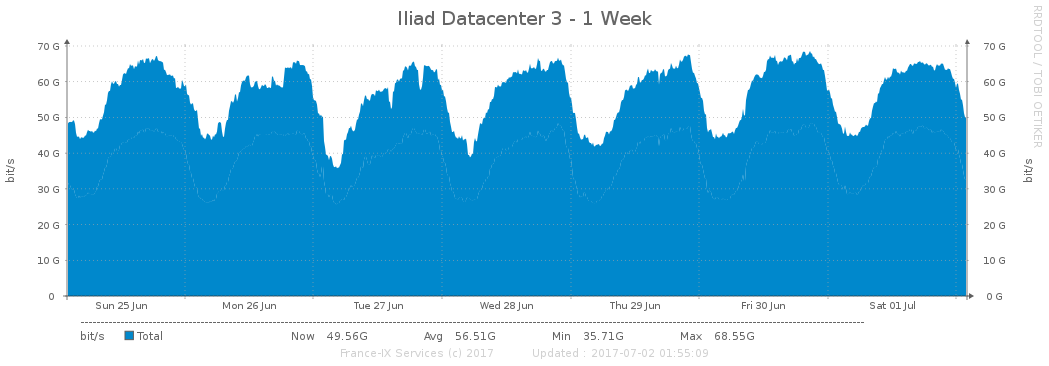 Iliad Datacenter 3 - 1 Week
RRDTOOL / TOBI OETIKER
bit/s
70 G
60 G
50 G
40 G
30 G
20 G
10 G
0
70 G
60 G
50 G
40 G
30 G
20 G
10 G
0 G
bit/s
Sun 25 Jun Mon 26 Jun Tue 27 Jun Wed 28 Jun Thu 29 Jun Fri 30 Jun Sat 01 Jul
bit/s Total Now 49.56G Avg 56.51G Min 35.71G Max 68.55G
France-IX Services (c) 2017 Updated : 2017-07-02 01:55:09